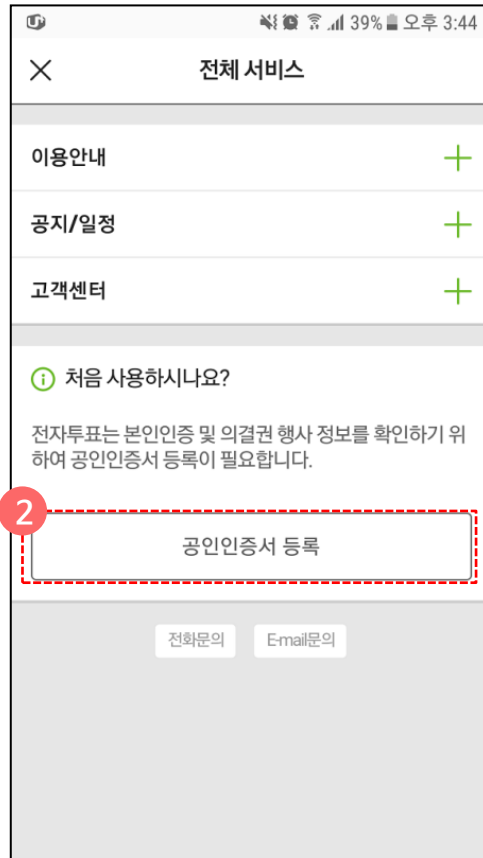 39% 오후 3:44
전체 서비스
이용안내
공지/일정
고객센터
처음 사용하시나요?
전자투표는 본인인증 및 의결권 행사 정보를 확인하기 위
하여 공인인증서 등록이 필요합니다.
2
공인인증서 등록
전화문의 E-mail문의